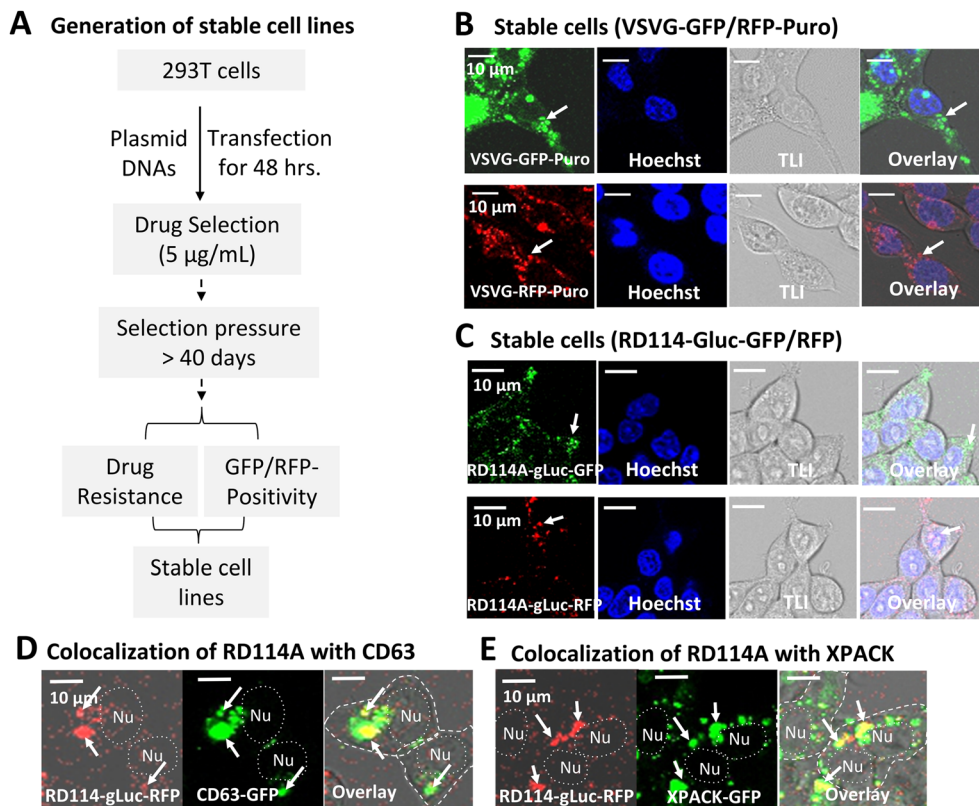 A Generation of stable cell lines
293T cells
Plasmid DNAs
Transfection for 48 hrs.
Drug Selection
(5 µg/mL)
Selection pressure
> 40 days
Drug Resistance
GFP/RFP-Positivity
Stable cell
lines
B Stable cells (VSVG-GFP/RFP-Puro)
10 µm
VSVG-GFP-Puro
Hoechst
TLI
Overlay
10 µm
VSVG-RFP-Puro
Hoechst
TLI
Overlay
C Stable cells (RD114-Gluc-GFP/RFP)
10 µm
RD114A-gLuc-GFP
Hoechst
TLI
Overlay
10 µm
RD114A-gLuc-RFP
Hoechst
TLI
Overlay
D Colocalization of RD114A with CD63
10 µm
Nu
Nu
RD114-gLuc-RFP
Nu
Nu
CD63-GFP
Nu
Nu
Overlay
E Colocalization of RD114A with XPACK
10 µm
Nu
Nu
Nu
RD114-gLuc-RFP
Nu
Nu
Nu
XPACK-GFP
Nu
Nu
Nu
Overlay